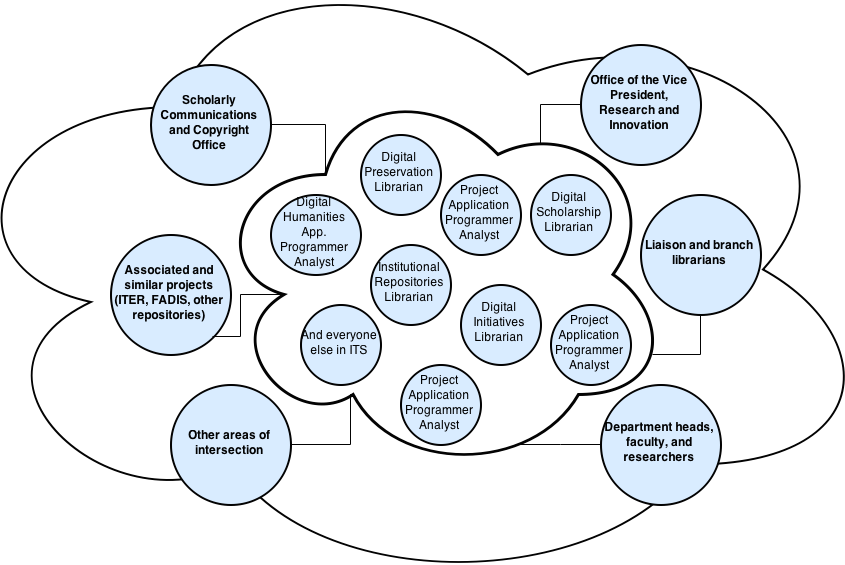 Scholarly
Communications
and Copyright
Office
Office of the Vice
President,
Research and
Innovation
Digital
Preservation
Librarian
Project
Application
Programmer
Analyst
Digital
Scholarship
Librarian
Digital
Humanities
App.
Programmer
Analyst
Liaison and branch
librarians
Associated and
similar projects
(ITER, FADIS, other
repositories)
Institutional
Repositories
Librarian
Digital
Initiatives
Librarian
And everyone
else in ITS
Project
Application
Programmer
Analyst
Project
Application
Programmer
Analyst
Other areas of
intersection
Department heads,
faculty, and
researchers